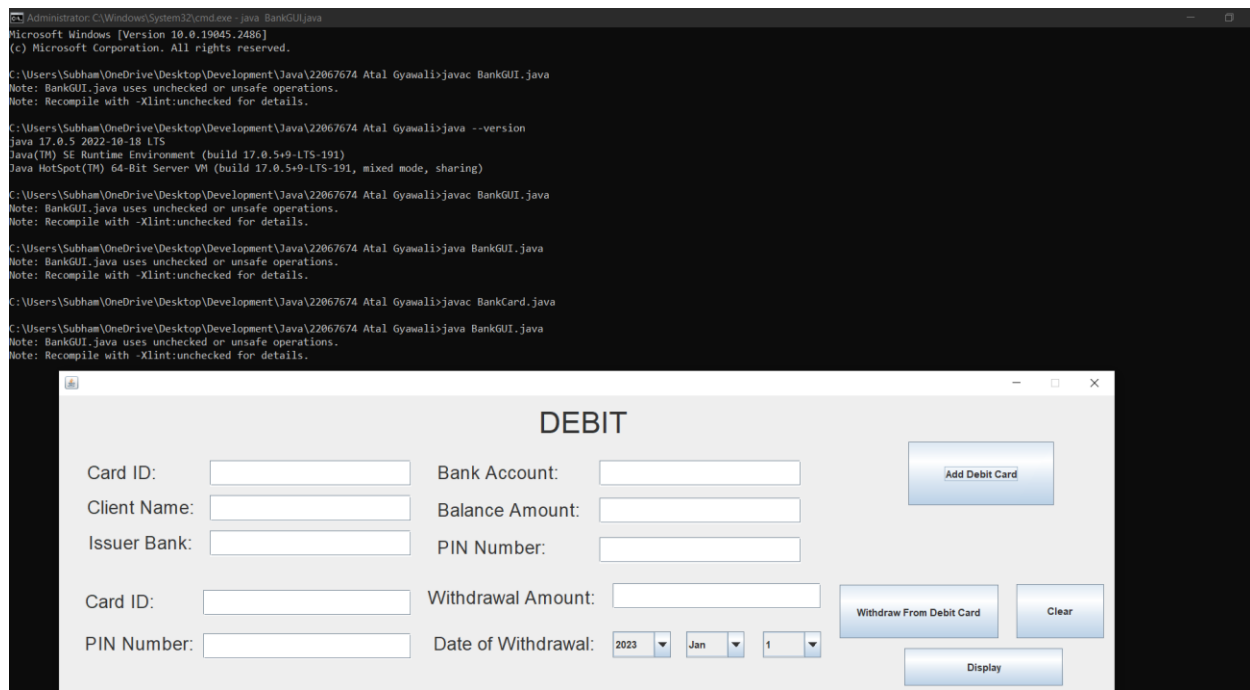 Administrator: C:\Windows\System32\cmd.exe - java BankGUI.java
Microsoft Windows [Version 10.0.19045.2486]
(c) Microsoft Corporation. All rights reserved.
C:\Users\Subham\OneDrive\Desktop\Development\Java\22067674 Atal Gyawali>javac BankGUI.java
Note: BankGUI.java uses unchecked or unsafe operations.
Note: Recompile with -Xlint:unchecked for details.
C:\Users\Subham\OneDrive\Desktop\Development\Java\22067674 Atal Gyawali>java --version
java 17.0.5 2022-10-18 LTS
Java(TM) SE Runtime Environment (build 17.0.5+9-LTS-191)
Java HotSpot(TM) 64-Bit Server VM (build 17.0.5+9-LTS-191, mixed mode, sharing)
C:\Users\Subham\OneDrive\Desktop\Development\Java\22067674 Atal Gyawali>javac BankGUI.java
Note: BankGUI.java uses unchecked or unsafe operations.
Note: Recompile with -Xlint:unchecked for details.
C:\Users\Subham\OneDrive\Desktop\Development\Java\22067674 Atal Gyawali>java BankGUI.java
Note: BankGUI.java uses unchecked or unsafe operations.
Note: Recompile with -Xlint:unchecked for details.
C:\Users\Subham\OneDrive\Desktop\Development\Java\22067674 Atal Gyawali>javac BankCard.java
C:\Users\Subham\OneDrive\Desktop\Development\Java\22067674 Atal Gyawali>java BankGUI.java
Note: BankGUI.java uses unchecked or unsafe operations.
Note: Recompile with -Xlint:unchecked for details.
DEBIT
Card ID: Bank Account: Add Debit Card
Client Name: Balance Amount:
Issuer Bank: PIN Number:
Card ID: Withdrawal Amount: Withdraw From Debit Card Clear
PIN Number: Date of Withdrawal: 2023 Jan 1
Display